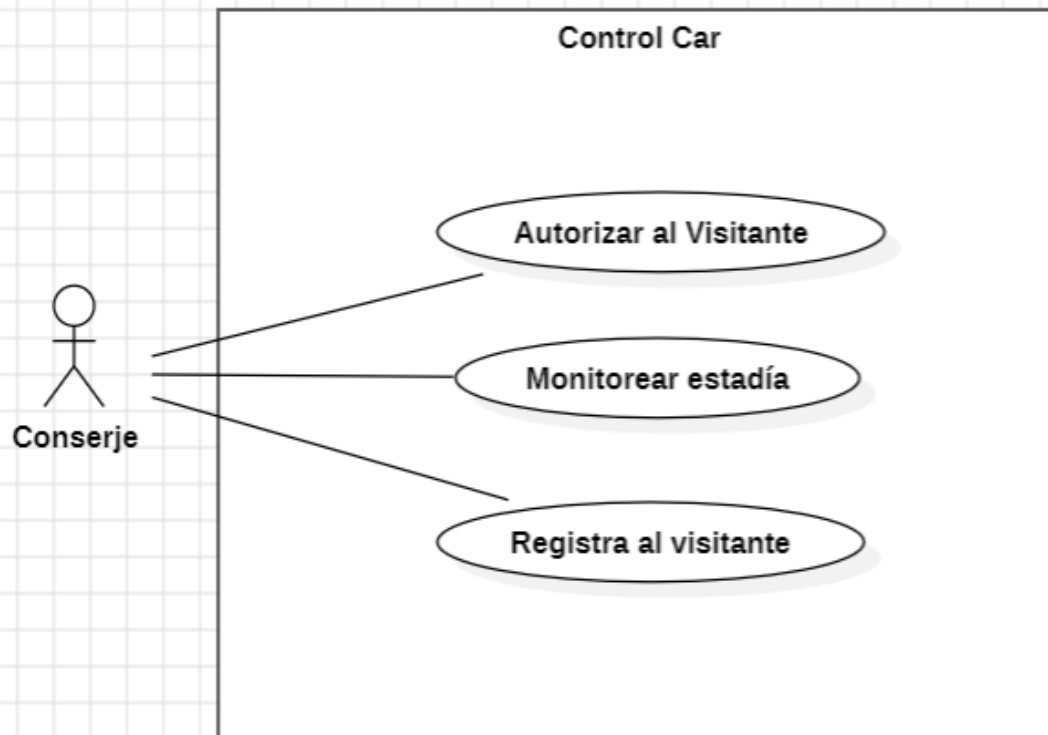 Control Car
Autorizar al Visitante
Monitorear estadía
Conserje
Registra al visitante